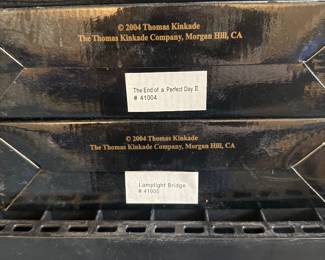 © 2004 Thomas Kinkade
The Thomas Kinkade Company, Morgan Hill, CA
The End of a Perfect Day II
# 41004
© 2004 Thomas Kinkade
The Thomas Kinkade Company, Morgan Hill, CA
Lamplight Bridge
# 41005